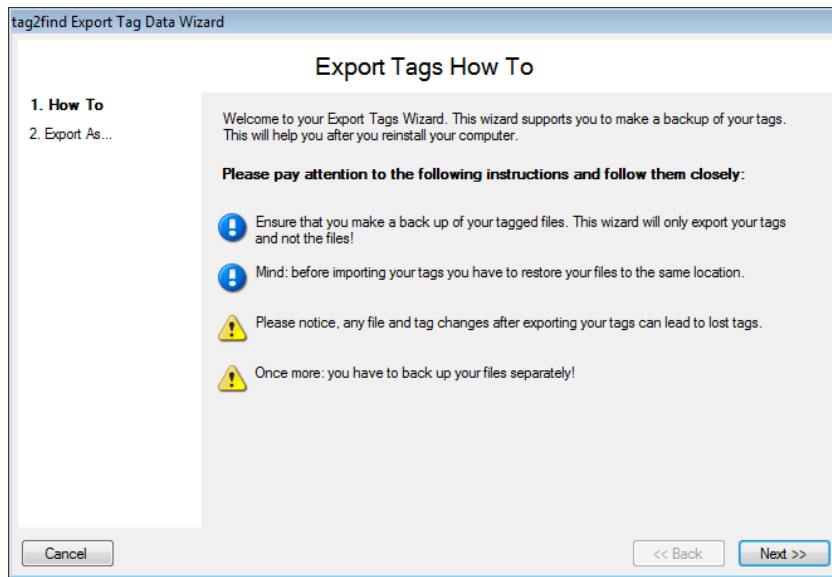 tag2find Export Tag Data Wizard
Export Tags How To
1. How To
2. Export As...
Welcome to your Export Tags Wizard. This wizard supports you to make a backup of your tags.
This will help you after you reinstall your computer.
Please pay attention to the following instructions and follow them closely:
Ensure that you make a back up of your tagged files. This wizard will only export your tags
and not the files!
Mind: before importing your tags you have to restore your files to the same location.
Please notice, any file and tag changes after exporting your tags can lead to lost tags.
Once more: you have to back up your files separately!
Cancel
<< Back
Next >>